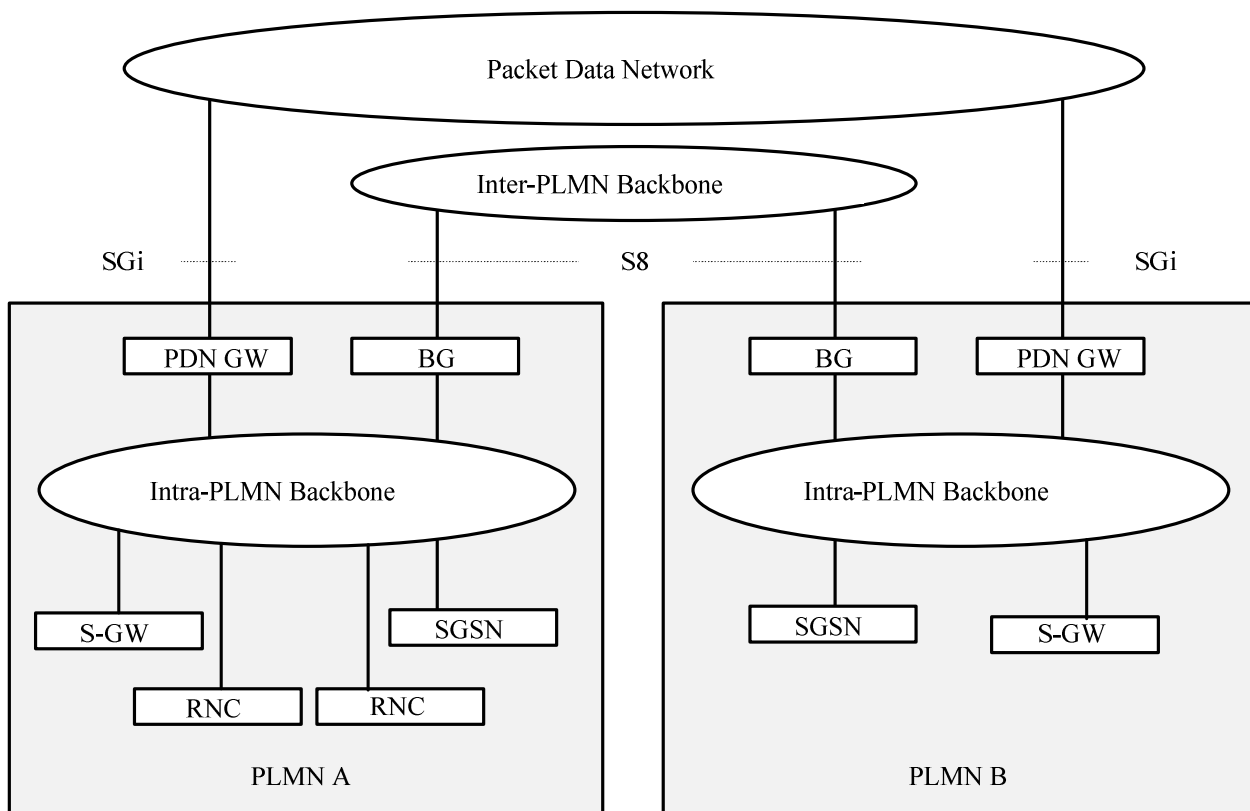 Packet Data Network
Inter-PLMN Backbone
SGi
S8
SGi
PDN GW
BG
BG
PDN GW
Intra-PLMN Backbone
Intra-PLMN Backbone
S-GW
SGSN
SGSN
S-GW
RNC
RNC
PLMN A
PLMN B